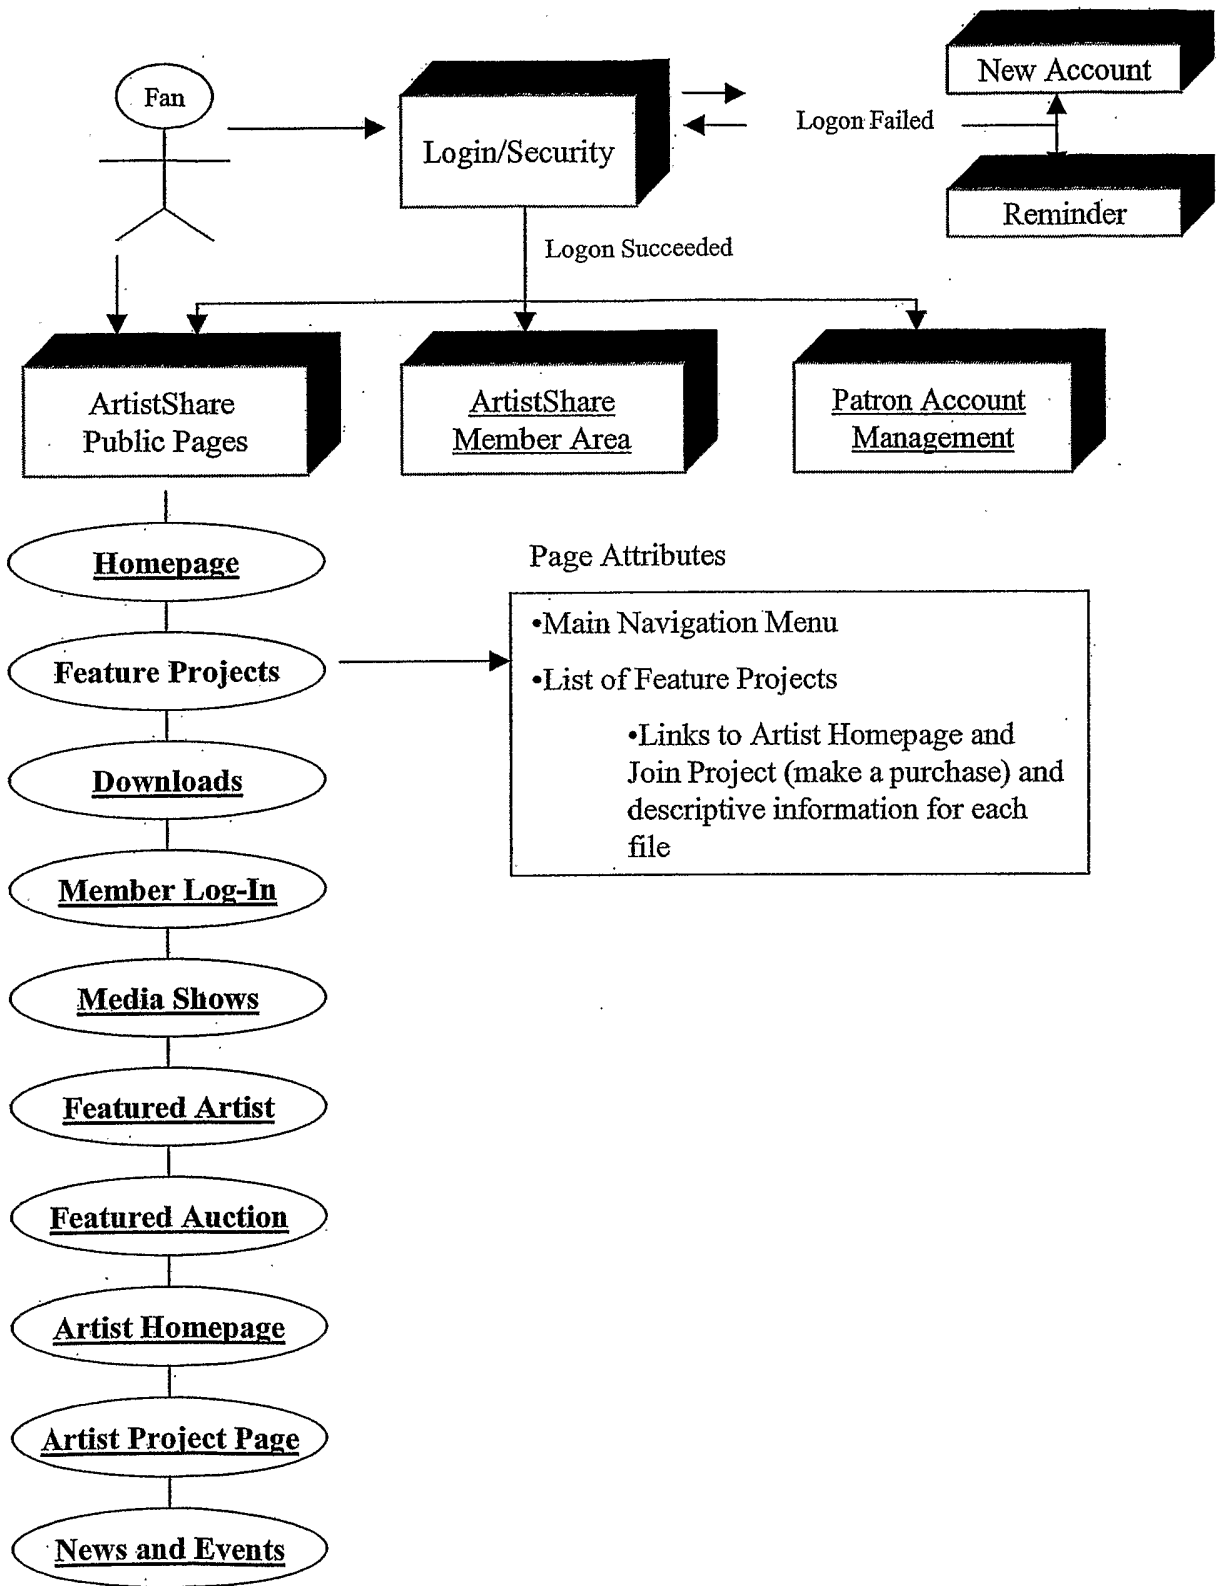 Fan
Login/Security
New Account
Logon Failed
Reminder
Logon Succeeded
ArtistShare
Public Pages
ArtistShare
Member Area
Patron Account
Management
Homepage
Feature Projects
Downloads
Member Log-In
Media Shows
Featured Artist
Featured Auction
Artist Homepage
Artist Project Page
News and Events
Page Attributes
•Main Navigation Menu
•List of Feature Projects
•Links to Artist Homepage and
Join Project (make a purchase) and
descriptive information for each
file